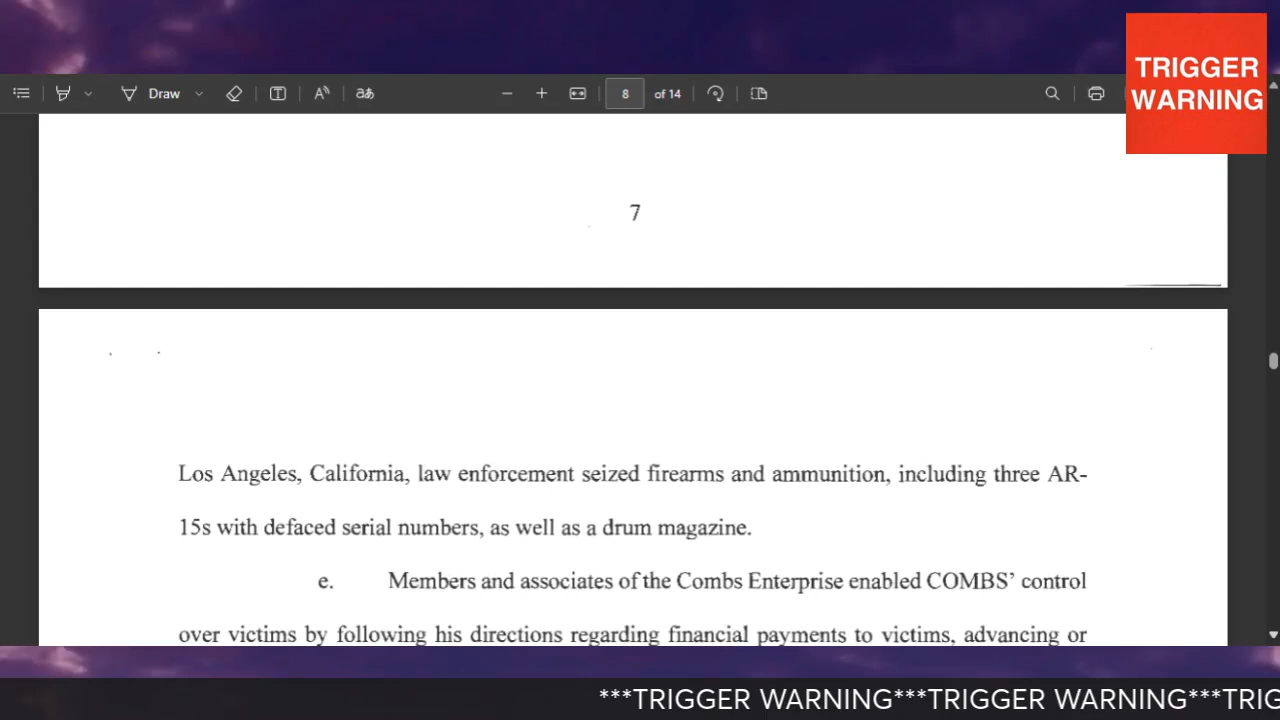 TRIGGER
WARNING
Draw
aあ
8 of 14
7
Los Angeles, California, law enforcement seized firearms and ammunition, including three AR-
15s with defaced serial numbers, as well as a drum magazine.
e. Members and associates of the Combs Enterprise enabled COMBS' control
over victims by following his directions regarding financial payments to victims, advancing or
***TRIGGER WARNING***TRIGGER WARNING***TRIG